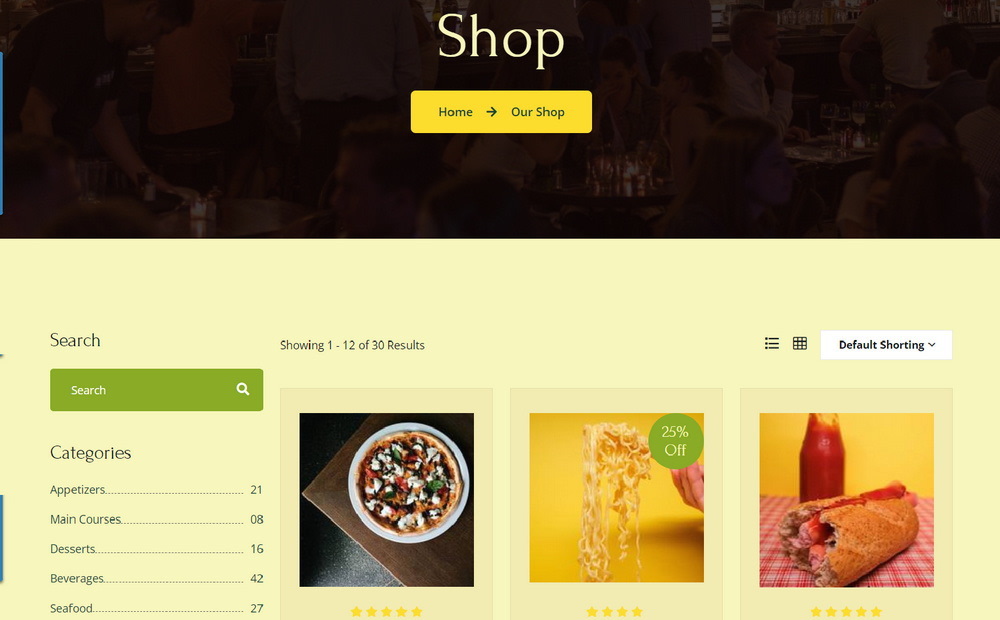 Shop
Home → Our Shop
Search
Search
Categories
Appetizers 21
Main Courses 08
Desserts 16
Beverages 42
Seafood 27
Showing 1 - 12 of 30 Results
Default Shorting
25%
Off